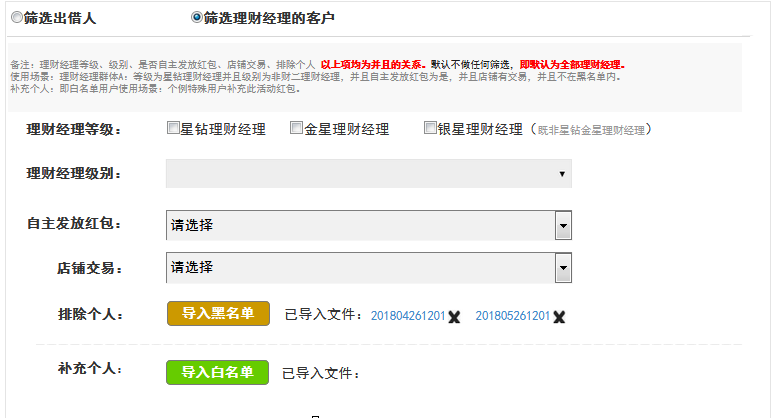 筛选出借人 筛选理财经理的客户
备注：理财经理等级、级别、是否自主发放红包、店铺交易、排除个人 以上项均为并且的关系。默认不做任何筛选，即默认为全部理财经理。
使用场景：理财经理群体A：等级为星钻理财经理并且级别为非财二理财经理，并且自主发放红包为是，并且店铺有交易，并且不在黑名单内。
补充个人：即白名单用户使用场景：个例特殊用户补充此活动红包。
理财经理等级： 星钻理财经理 金星理财经理 银星理财经理（既非星钻金星理财经理）
理财经理级别：
自主发放红包： 请选择
店铺交易： 请选择
排除个人： 导入黑名单 已导入文件：201804261201 201805261201
补充个人： 导入白名单 已导入文件：